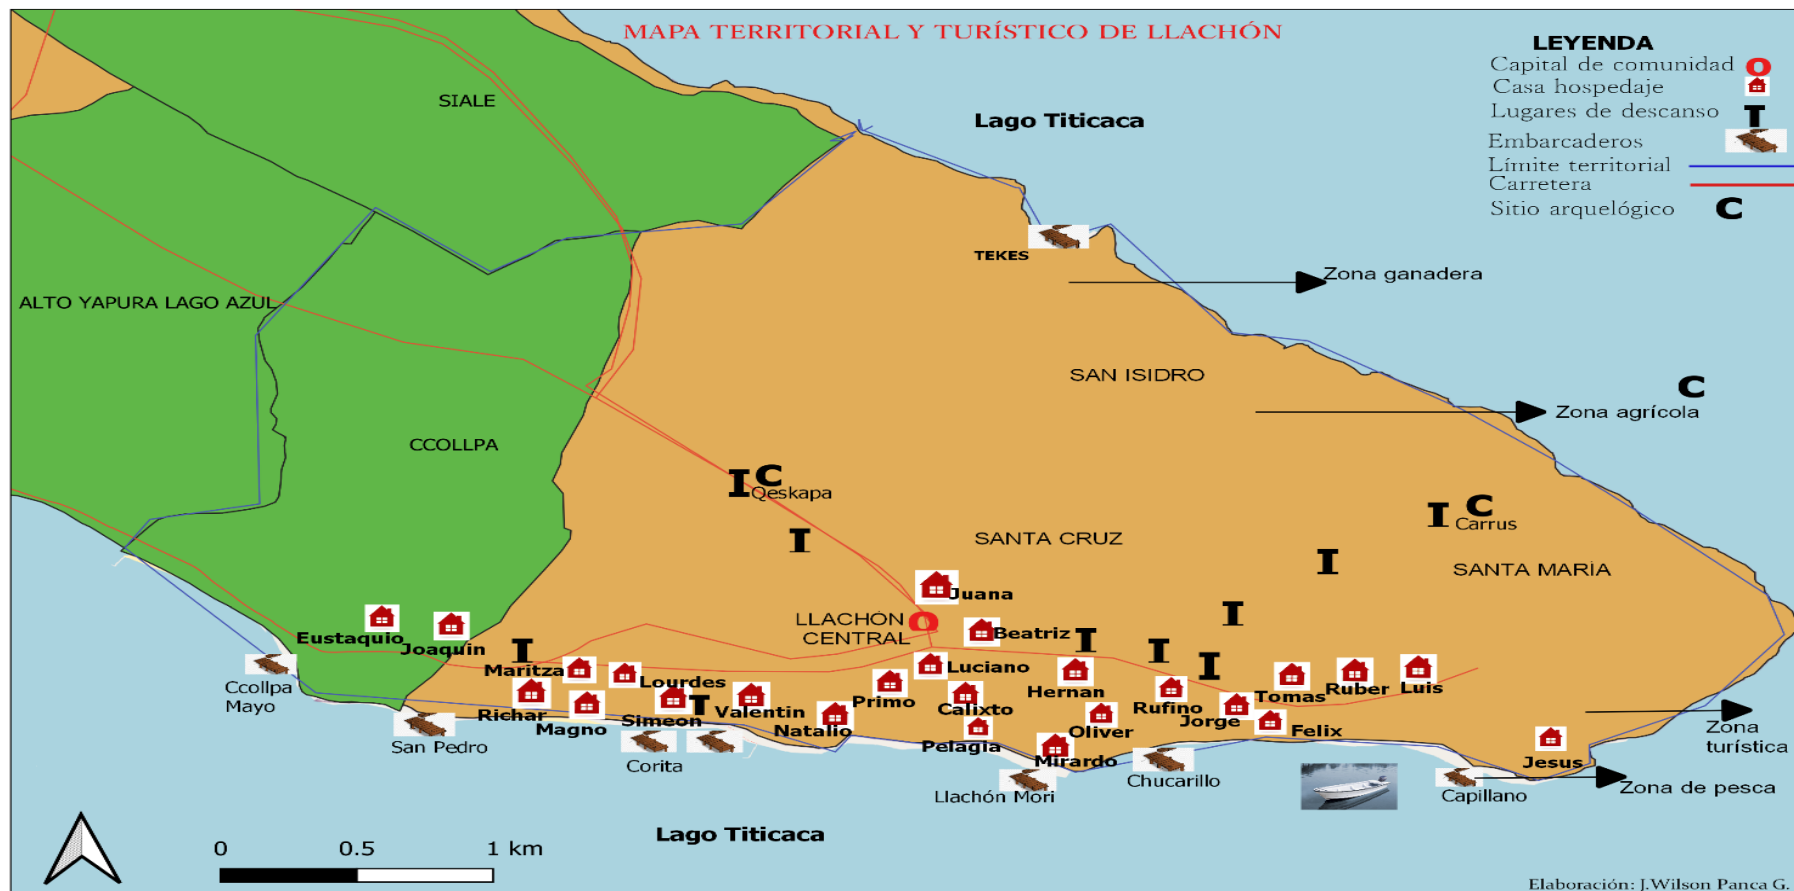 MAPA TERRITORIAL Y TURÍSTICO DE LLACHÓN
LEYENDA
Capital de comunidad O
Casa hospedaje
Lugares de descanso I
Embarcaderos
Límite territorial
Carretera
Sitio arquelógico C
SIALE
Lago Titicaca
TEKES
Zona ganadera
ALTO YAPURA LAGO AZUL
SAN ISIDRO
C
Zona agrícola
CCOLLPA
I C
Qeskapa
I
I C
Carrus
SANTA CRUZ
I
SANTA MARÍA
Juana
I
LLACHÓN
CENTRAL
O
Beatriz
I
I
I
Eustaquio
Joaquin
I
Maritza
Lourdes
Luciano
Hernan
Tomas
Ruber
Luis
Richar
Magno
Simeon
I
Valentin
Natalio
Primo
Calixto
Pelagia
Oliver
Mirardo
Rufino
Jorge
Felix
Jesus
Zona
turística
Ccollpa
Mayo
San Pedro
Corita
Llachón Mori
Chucarillo
Capillano
Zona de pesca
Lago Titicaca
0 0.5 1 km
Elaboración: J.Wilson Panca G.